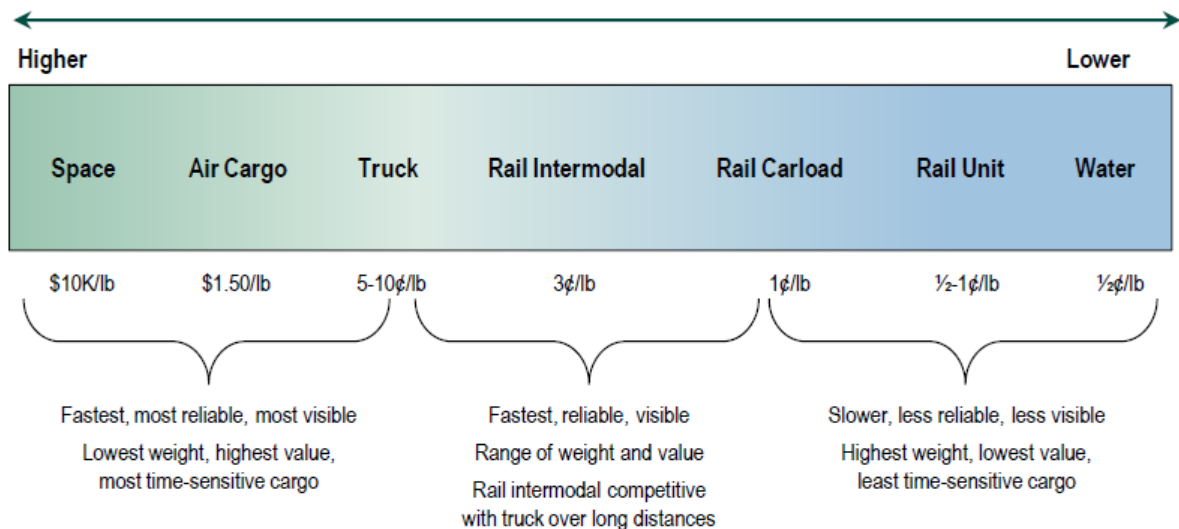 Higher Lower
Space Air Cargo Truck Rail Intermodal Rail Carload Rail Unit Water
$10K/lb $1.50/lb 5-10¢/lb 3¢/lb 1¢/lb ½-1¢/lb ½¢/lb
Fastest, most reliable, most visible
Lowest weight, highest value,
most time-sensitive cargo
Fastest, reliable, visible
Range of weight and value
Rail intermodal competitive
with truck over long distances
Slower, less reliable, less visible
Highest weight, lowest value,
least time-sensitive cargo